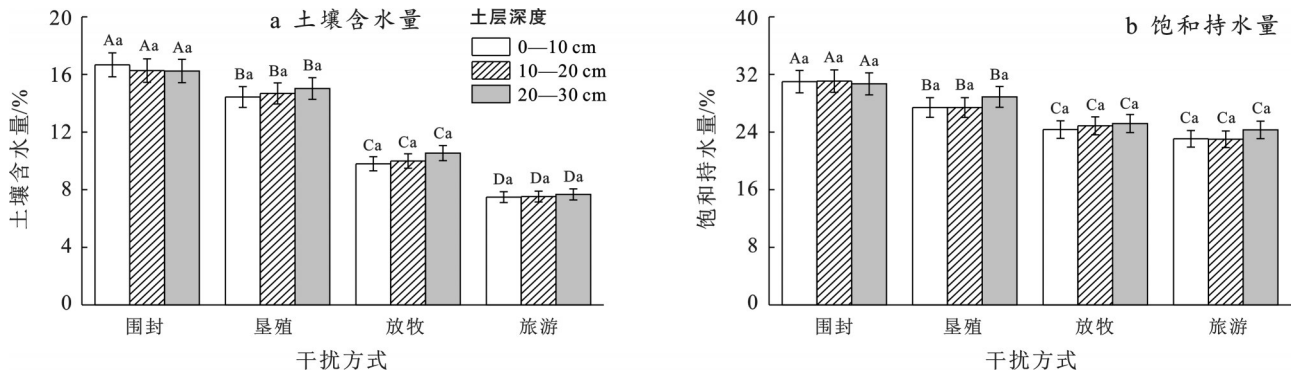 a 土壤含水量
土层深度
0—10 cm
10—20 cm
20—30 cm
土壤含水量/%
20
16
12
8
4
0
Aa Aa Aa
Ba Ba Ba
Ca Ca Ca
Da Da Da
围封 垦殖 放牧 旅游
干扰方式
b 饱和持水量
饱和持水量/%
40
32
24
16
8
0
Aa Aa Aa
Ba Ba Ba
Ca Ca Ca
Ca Ca Ca
围封 垦殖 放牧 旅游
干扰方式